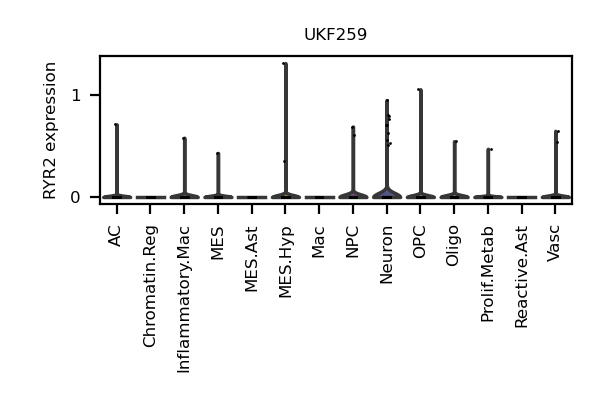 UKF259
RYR2 expression
1
0
AC
Chromatin.Reg
Inflammatory.Mac
MES
MES.Ast
MES.Hyp
Mac
NPC
Neuron
OPC
Oligo
Prolif.Metab
Reactive.Ast
Vasc